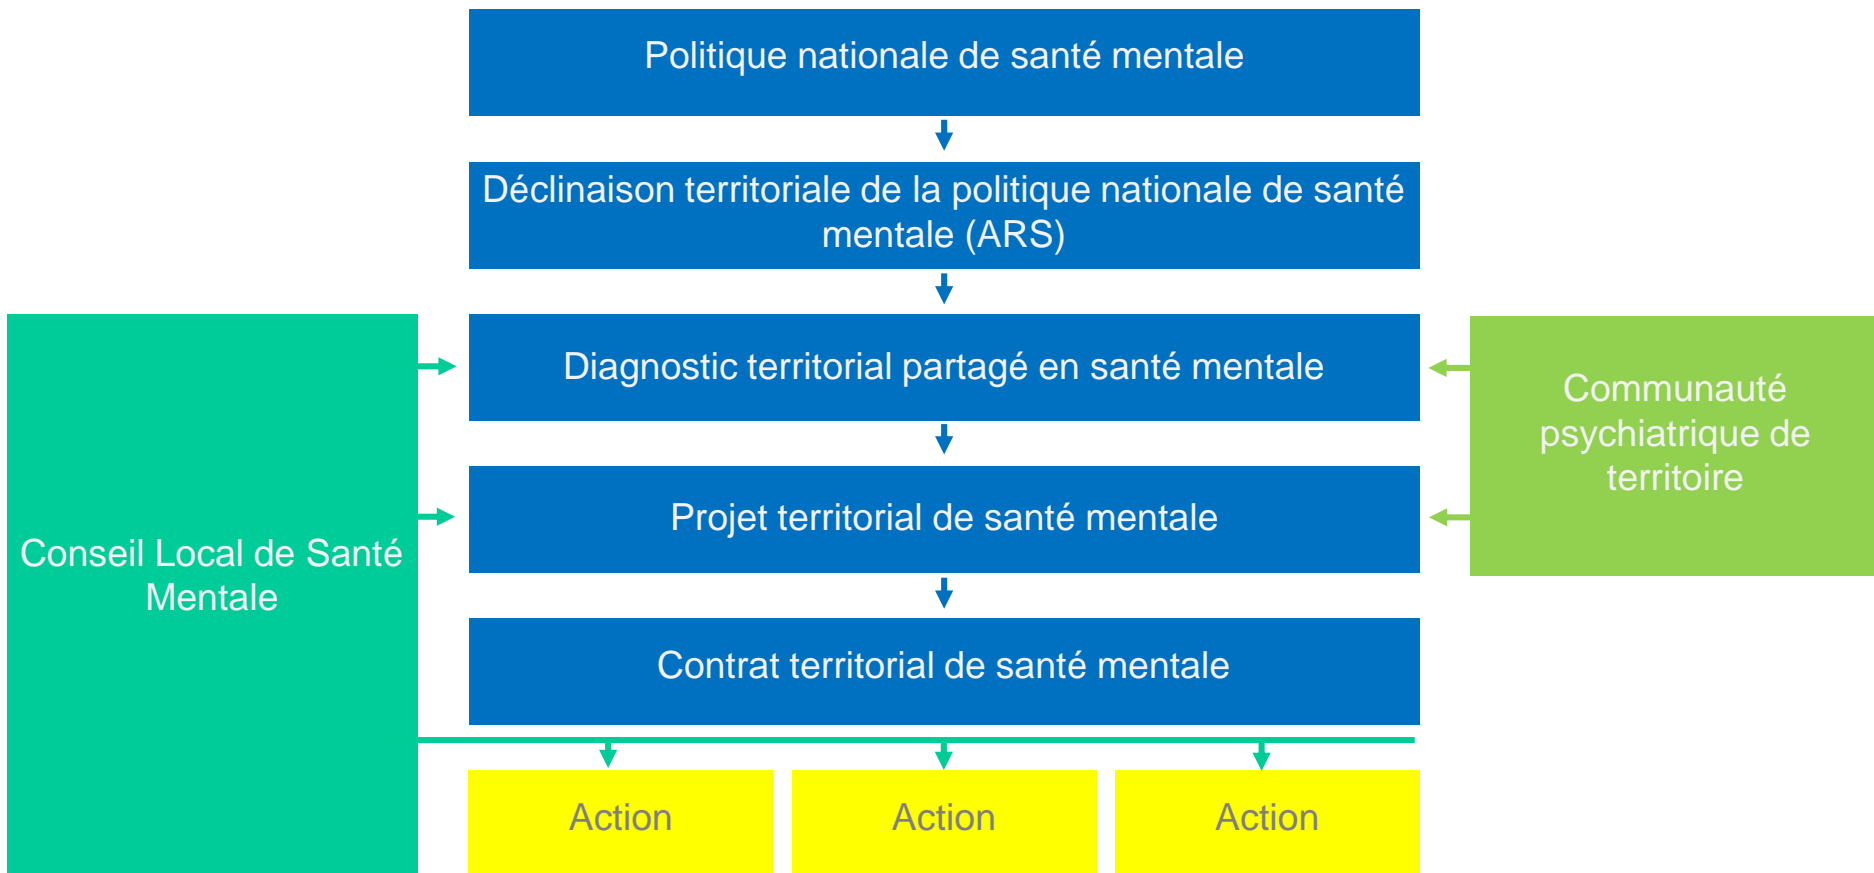 Politique nationale de santé mentale
Déclinaison territoriale de la politique nationale de santé
mentale (ARS)
Diagnostic territorial partagé en santé mentale
Communauté
psychiatrique de
territoire
Projet territorial de santé mentale
Conseil Local de Santé
Mentale
Contrat territorial de santé mentale
Action
Action
Action